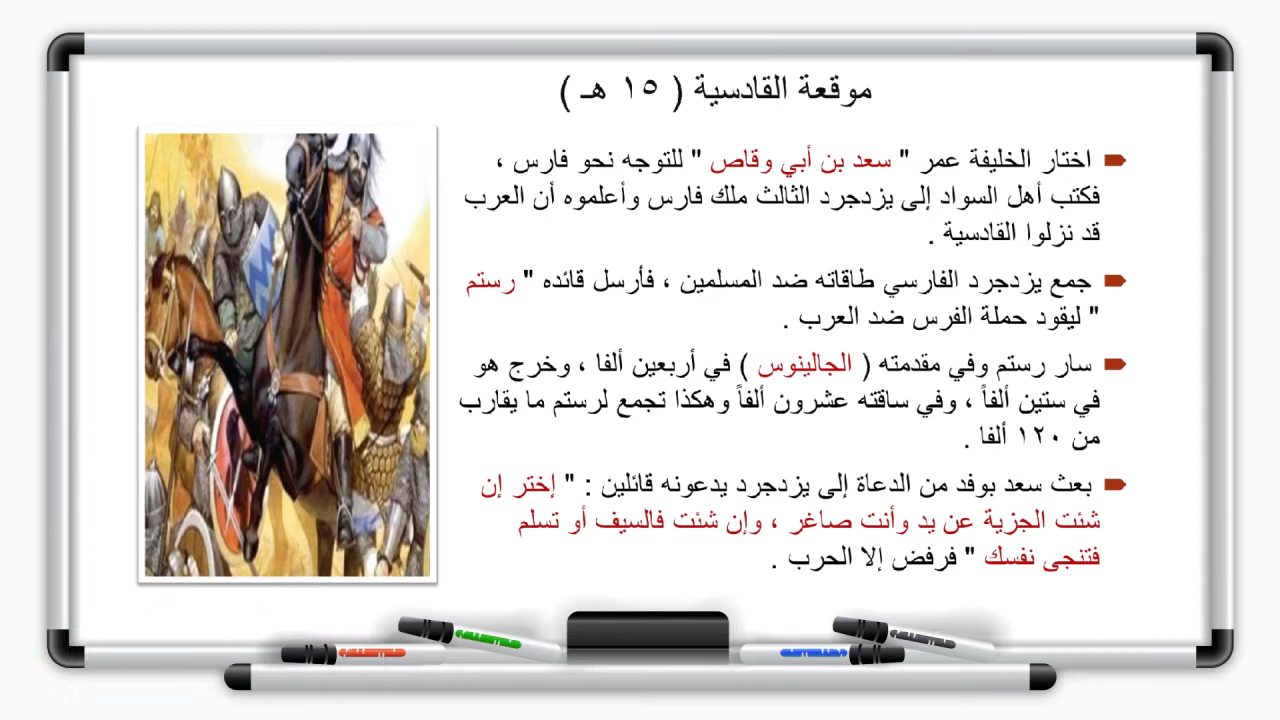 موقعة القادسية ( ١٥ هـ )
اختار الخليفة عمر " سعد بن أبي وقاص " للتوجه نحو فارس ،
فكتب أهل السواد إلى يزدجرد الثالث ملك فارس وأعلموه أن العرب
قد نزلوا القادسية .
جمع يزدجرد الفارسي طاقاته ضد المسلمين ، فأرسل قائده " رستم
" ليقود حملة الفرس ضد العرب .
سار رستم وفي مقدمته ( الجالينوس ) في أربعين ألفا ، وخرج هو
في ستين ألفاً ، وفي ساقته عشرون ألفاً وهكذا تجمع لرستم ما يقارب
من ١٢٠ ألفا .
بعث سعد بوفد من الدعاة إلى يزدجرد يدعونه قائلين : " إختر إن
شئت الجزية عن يد وأنت صاغر ، وإن شئت فالسيف أو تسلم
فتنجى نفسك " فرفض إلا الحرب .